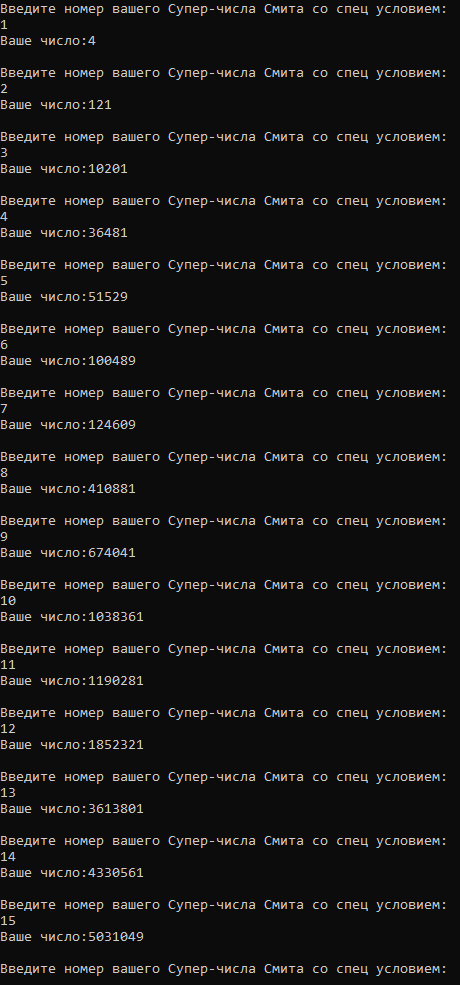 Введите номер вашего Супер-числа Смита со спец условием:
1
Ваше число:4
Введите номер вашего Супер-числа Смита со спец условием:
2
Ваше число:121
Введите номер вашего Супер-числа Смита со спец условием:
3
Ваше число:10201
Введите номер вашего Супер-числа Смита со спец условием:
4
Ваше число:36481
Введите номер вашего Супер-числа Смита со спец условием:
5
Ваше число:51529
Введите номер вашего Супер-числа Смита со спец условием:
6
Ваше число:100489
Введите номер вашего Супер-числа Смита со спец условием:
7
Ваше число:124609
Введите номер вашего Супер-числа Смита со спец условием:
8
Ваше число:410881
Введите номер вашего Супер-числа Смита со спец условием:
9
Ваше число:674041
Введите номер вашего Супер-числа Смита со спец условием:
10
Ваше число:1038361
Введите номер вашего Супер-числа Смита со спец условием:
11
Ваше число:1190281
Введите номер вашего Супер-числа Смита со спец условием:
12
Ваше число:1852321
Введите номер вашего Супер-числа Смита со спец условием:
13
Ваше число:3613801
Введите номер вашего Супер-числа Смита со спец условием:
14
Ваше число:4330561
Введите номер вашего Супер-числа Смита со спец условием:
15
Ваше число:5031049
Введите номер вашего Супер-числа Смита со спец условием: